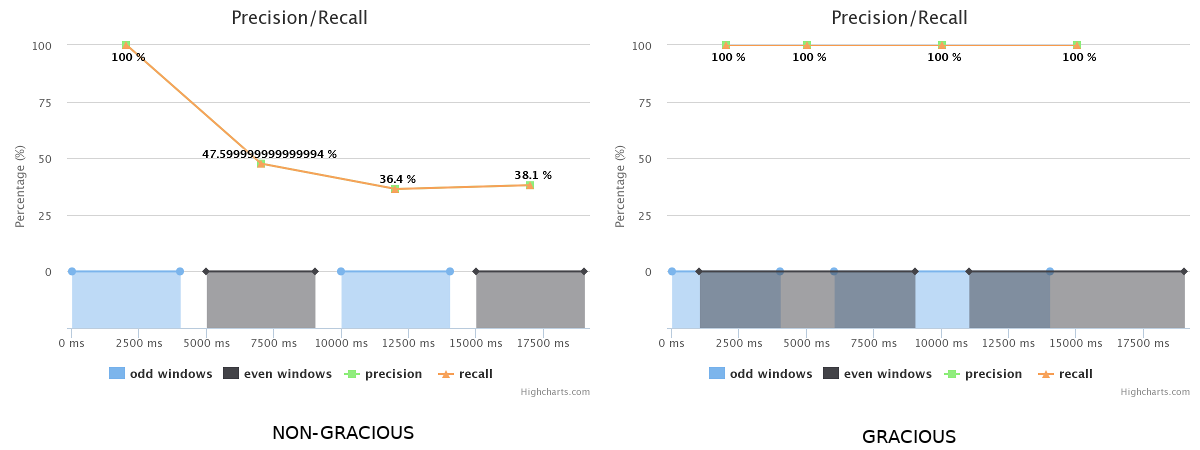 Precision/Recall
Percentage (%)
100
75
50
25
0
100 %
47.599999999999994 %
36.4 %
38.1 %
0 ms
2500 ms
5000 ms
7500 ms
10000 ms
12500 ms
15000 ms
17500 ms
odd windows even windows precision recall
Highcharts.com
NON-GRACIOUS
Precision/Recall
Percentage (%)
100
75
50
25
0
100 %
100 %
100 %
100 %
0 ms
2500 ms
5000 ms
7500 ms
10000 ms
12500 ms
15000 ms
17500 ms
odd windows even windows precision recall
Highcharts.com
GRACIOUS